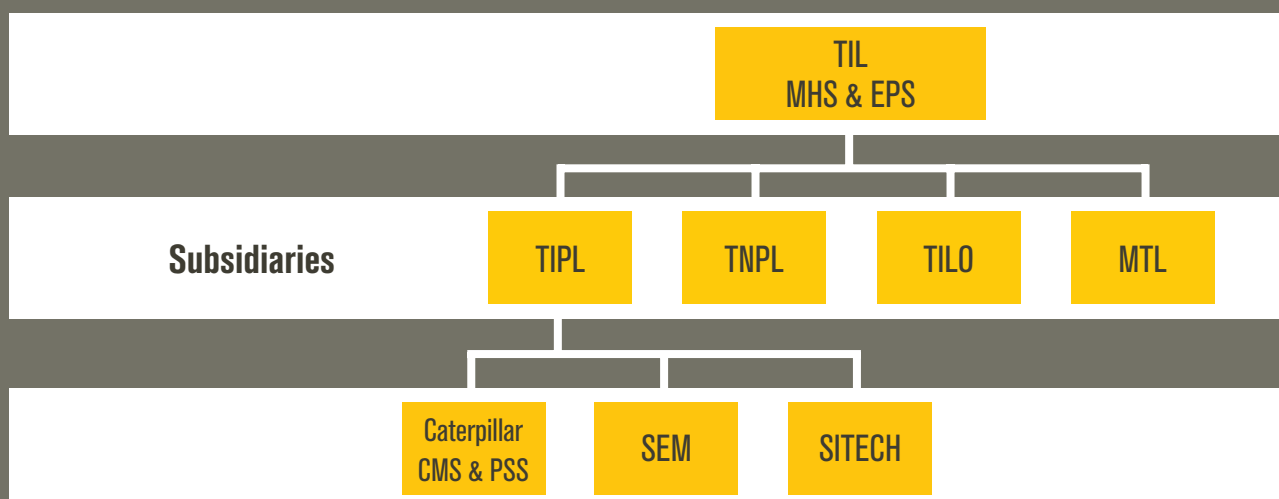 TIL
MHS & EPS
Subsidiaries
TIPL
TNPL
TILO
MTL
Caterpillar
CMS & PSS
SEM
SITECH